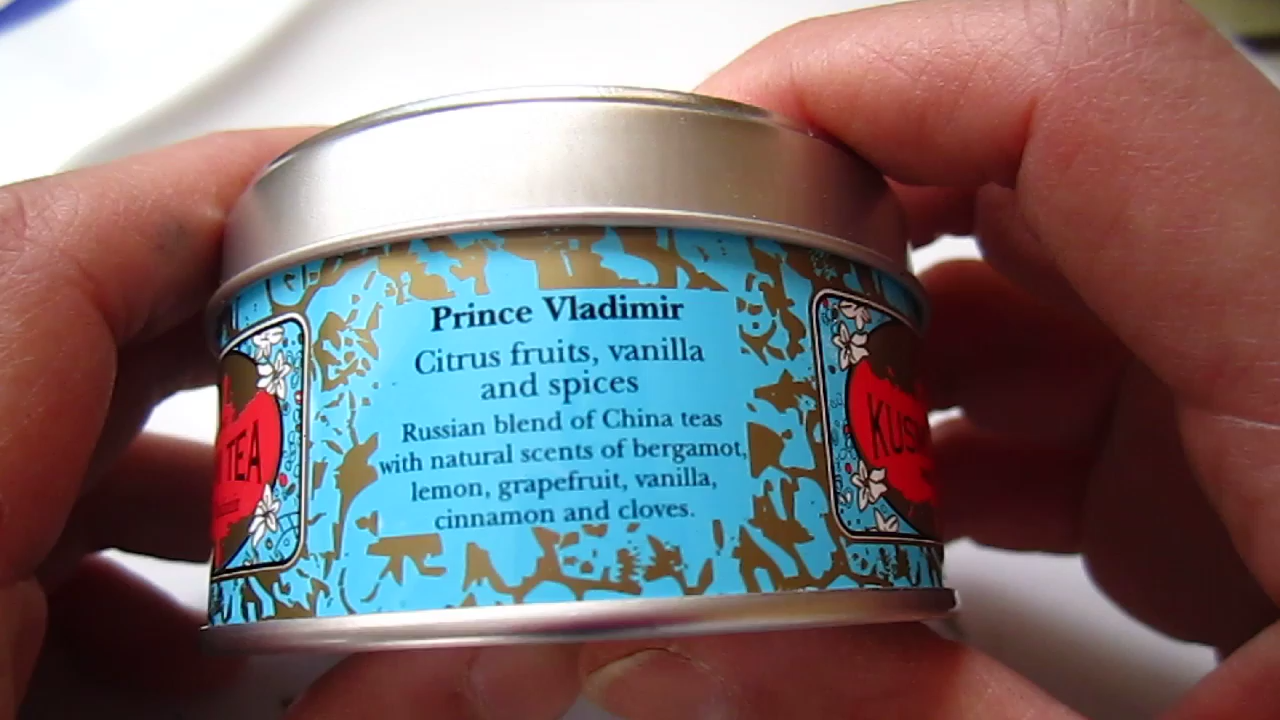 Prince Vladimir
Citrus fruits, vanilla
and spices
Russian blend of China teas
with natural scents of bergamot,
lemon, grapefruit, vanilla,
cinnamon and cloves.
TEA